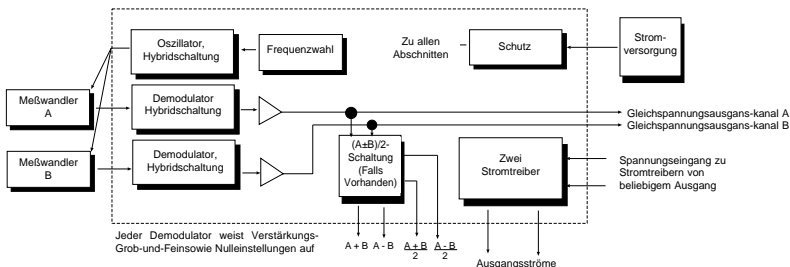 Oszillator,
Hybridschaltung
Frequenzwahl
Zu allen
Abschnitten
Schutz
Strom-
versorgung
Meßwandler
A
Demodulator
Hybridschaltung
Gleichspannungsausgans-kanal A
Gleichspannungsausgans-kanal B
Meßwandler
B
Demodulator,
Hybridschaltung
(A±B)/2-
Schaltung
(Falls
Vorhanden)
Zwei
Stromtreiber
Spannungseingang zu
Stromtreibern von
beliebigem Ausgang
Jeder Demodulator weist Verstärkungs-
Grob-und-Feinsowie Nulleinstellungen auf
A + B A - B A + B A - B
2 2
Ausgangsströme